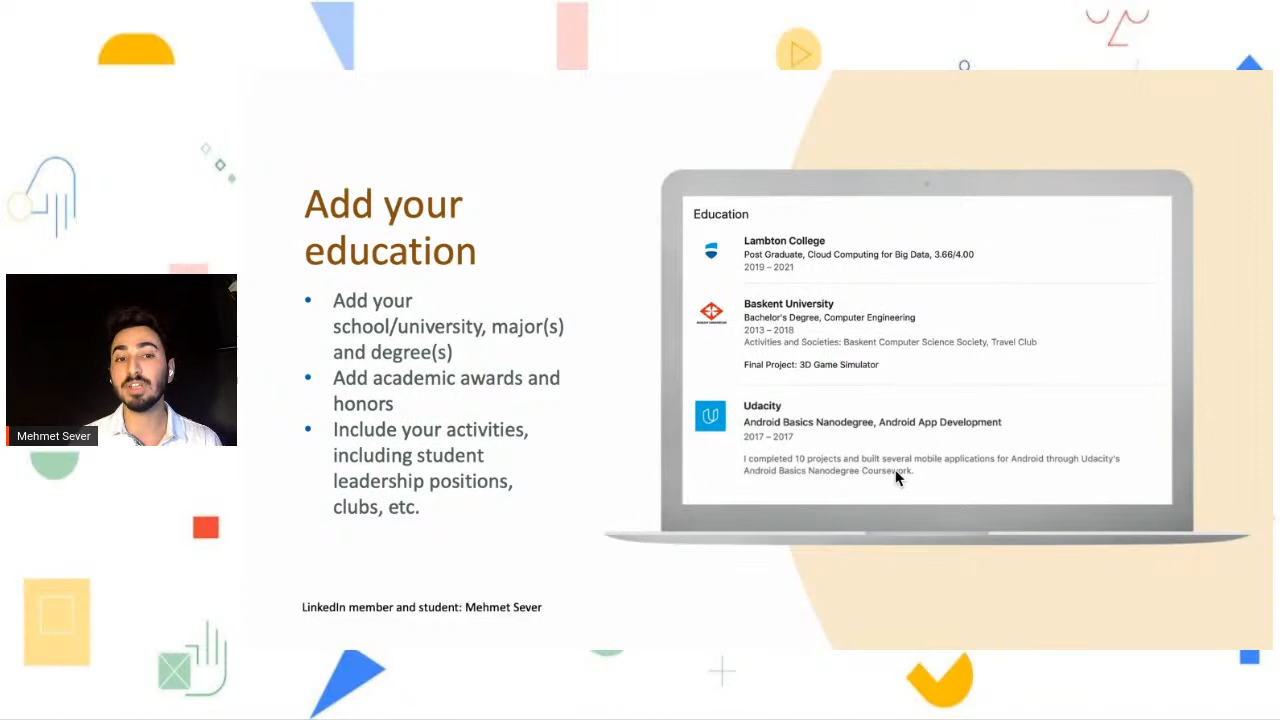 Add your
education
• Add your
school/university, major(s)
and degree(s)
• Add academic awards and
honors
• Include your activities,
including student
leadership positions,
clubs, etc.
LinkedIn member and student: Mehmet Sever
Mehmet Sever
Education
Lambton College
Post Graduate, Cloud Computing for Big Data, 3.66/4.00
2019 – 2021
Baskent University
Bachelor's Degree, Computer Engineering
2013 – 2018
Activities and Societies: Baskent Computer Science Society, Travel Club
Final Project: 3D Game Simulator
Udacity
Android Basics Nanodegree, Android App Development
2017 – 2017
I completed 10 projects and built several mobile applications for Android through Udacity's
Android Basics Nanodegree Coursework.